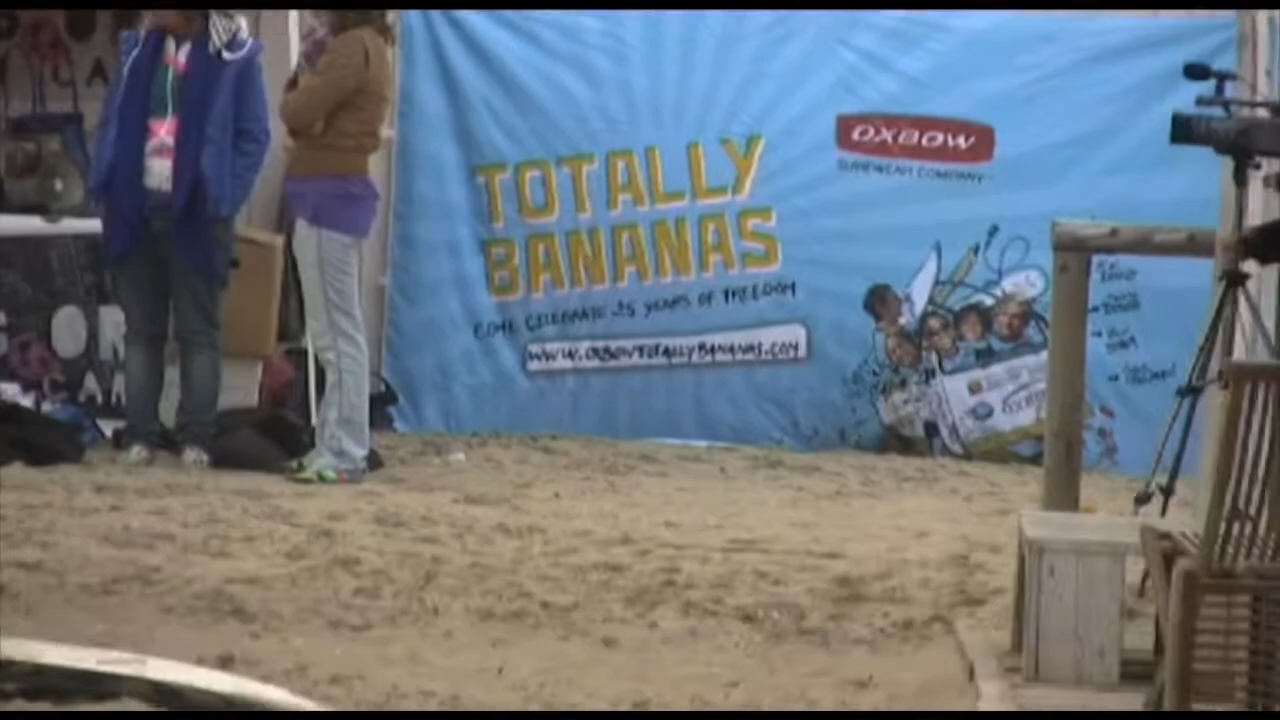 TOTALLY
BANANAS
COME CELEBRATE 25 YEARS OF FREEDOM
WWW.OXBOWTOTALLYBANANAS.COM
OXBOW
SURFWEAR COMPANY